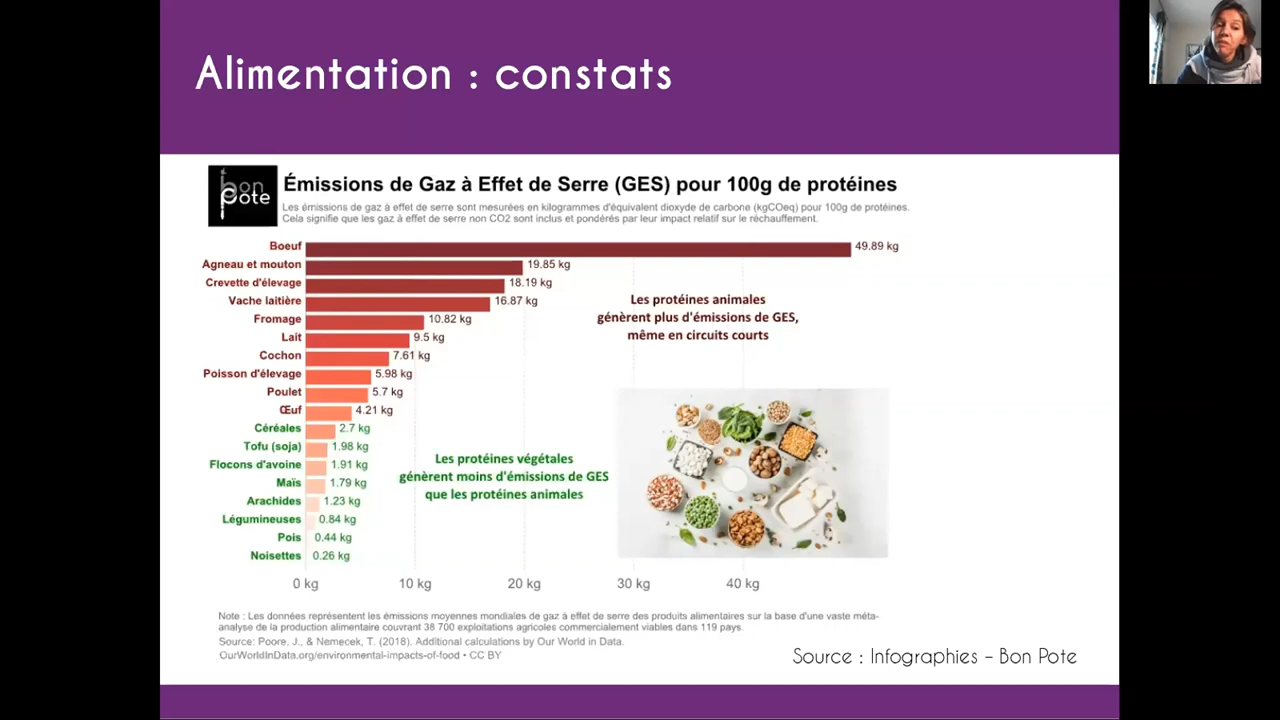 Alimentation : constats
bon
pote
Émissions de Gaz à Effet de Serre (GES) pour 100g de protéines
Les émissions de gaz à effet de serre sont mesurées en kilogrammes d'équivalent dioxyde de carbone (kgCOeq) pour 100g de protéines.
Cela signifie que les gaz à effet de serre non CO2 sont inclus et pondérés par leur impact relatif sur le réchauffement.
Boeuf 49.89 kg
Agneau et mouton 19.85 kg
Crevette d'élevage 18.19 kg
Vache laitière 16.87 kg
Fromage 10.82 kg
Lait 9.5 kg
Cochon 7.61 kg
Poisson d'élevage 5.98 kg
Poulet 5.7 kg
Œuf 4.21 kg
Céréales 2.7 kg
Tofu (soja) 1.98 kg
Flocons d'avoine 1.91 kg
Maïs 1.79 kg
Arachides 1.23 kg
Légumineuses 0.84 kg
Pois 0.44 kg
Noisettes 0.26 kg
Les protéines animales
génèrent plus d'émissions de GES,
même en circuits courts
Les protéines végétales
génèrent moins d'émissions de GES
que les protéines animales
0 kg 10 kg 20 kg 30 kg 40 kg
Note : Les données représentent les émissions moyennes mondiales de gaz à effet de serre des produits alimentaires sur la base d'une vaste méta-
analyse de la production alimentaire couvrant 38 700 exploitations agricoles commercialement viables dans 119 pays.
Source: Poore, J., & Nemecek, T. (2018). Additional calculations by Our World in Data.
OurWorldInData.org/environmental-impacts-of-food • CC BY
Source : Infographies – Bon Pote